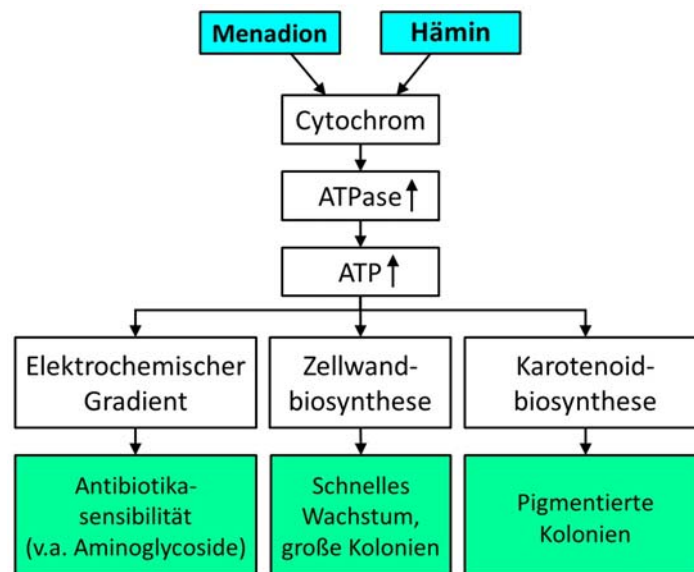 Menadion
Hämin
Cytochrom
ATPase↑
ATP↑
Elektrochemischer
Gradient
Zellwand-
biosynthese
Karotenoid-
biosynthese
Antibiotika-
sensibilität
(v.a. Aminoglycoside)
Schnelles
Wachstum,
große Kolonien
Pigmentierte
Kolonien